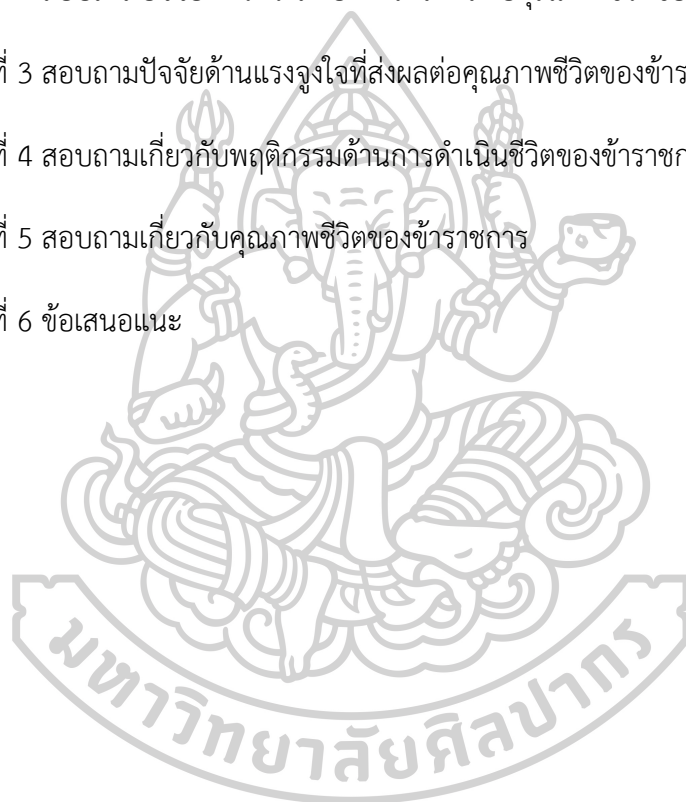 ที่ 3 สอบถามปัจจัยด้านแรงจูงใจที่ส่งผลต่อคุณภาพชีวิตของข้าร
ที่ 4 สอบถามเกี่ยวกับพฤติกรรมด้านการดำเนินชีวิตของข้าราชก
ที่ 5 สอบถามเกี่ยวกับคุณภาพชีวิตของข้าราชการ
ที่ 6 ข้อเสนอแนะ
มหาวิทยาลัยศิลปากร